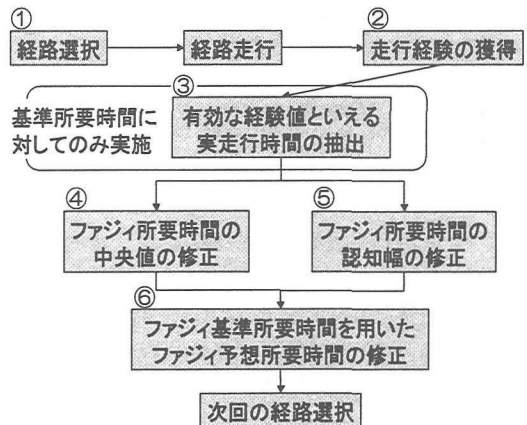 ①
経路選択
経路走行
②
走行経験の獲得
③
基準所要時間に
対してのみ実施
有効な経験値といえる
実走行時間の抽出
④
ファジィ所要時間の
中央値の修正
⑤
ファジィ所要時間の
認知幅の修正
⑥
ファジィ基準所要時間を用いた
ファジィ予想所要時間の修正
次回の経路選択